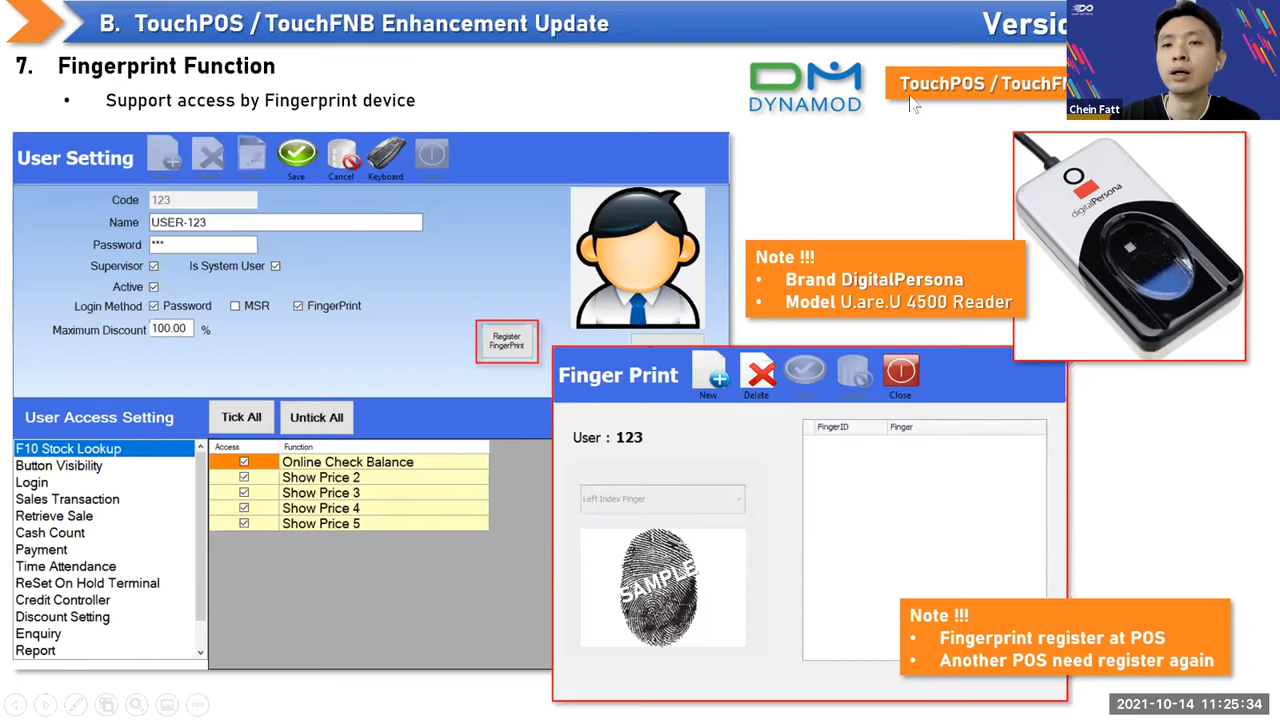 B. TouchPOS / TouchFNB Enhancement Update
Versio
7. Fingerprint Function
• Support access by Fingerprint device
DM
DYNAMOD
TouchPOS / TouchFN
Chein Fatt
User Setting
Save
Cancel
Keyboard
Code 123
Name USER-123
Password ***
Supervisor Is System User
Active
Login Method Password MSR FingerPrint
Maximum Discount 100.00 %
Register
FingerPrint
digitalPersona
Note !!!
• Brand DigitalPersona
• Model U.are.U 4500 Reader
User Access Setting
Tick All
Untick All
F10 Stock Lookup
Button Visibility
Login
Sales Transaction
Retrieve Sale
Cash Count
Payment
Time Attendance
ReSet On Hold Terminal
Credit Controller
Discount Setting
Enquiry
Report
Access Function
Online Check Balance
Show Price 2
Show Price 3
Show Price 4
Show Price 5
Finger Print
New
Delete
Close
User : 123
Left Index Finger
SAMPLE
FingerID Finger
Note !!!
• Fingerprint register at POS
• Another POS need register again
2021-10-14 11:25:34